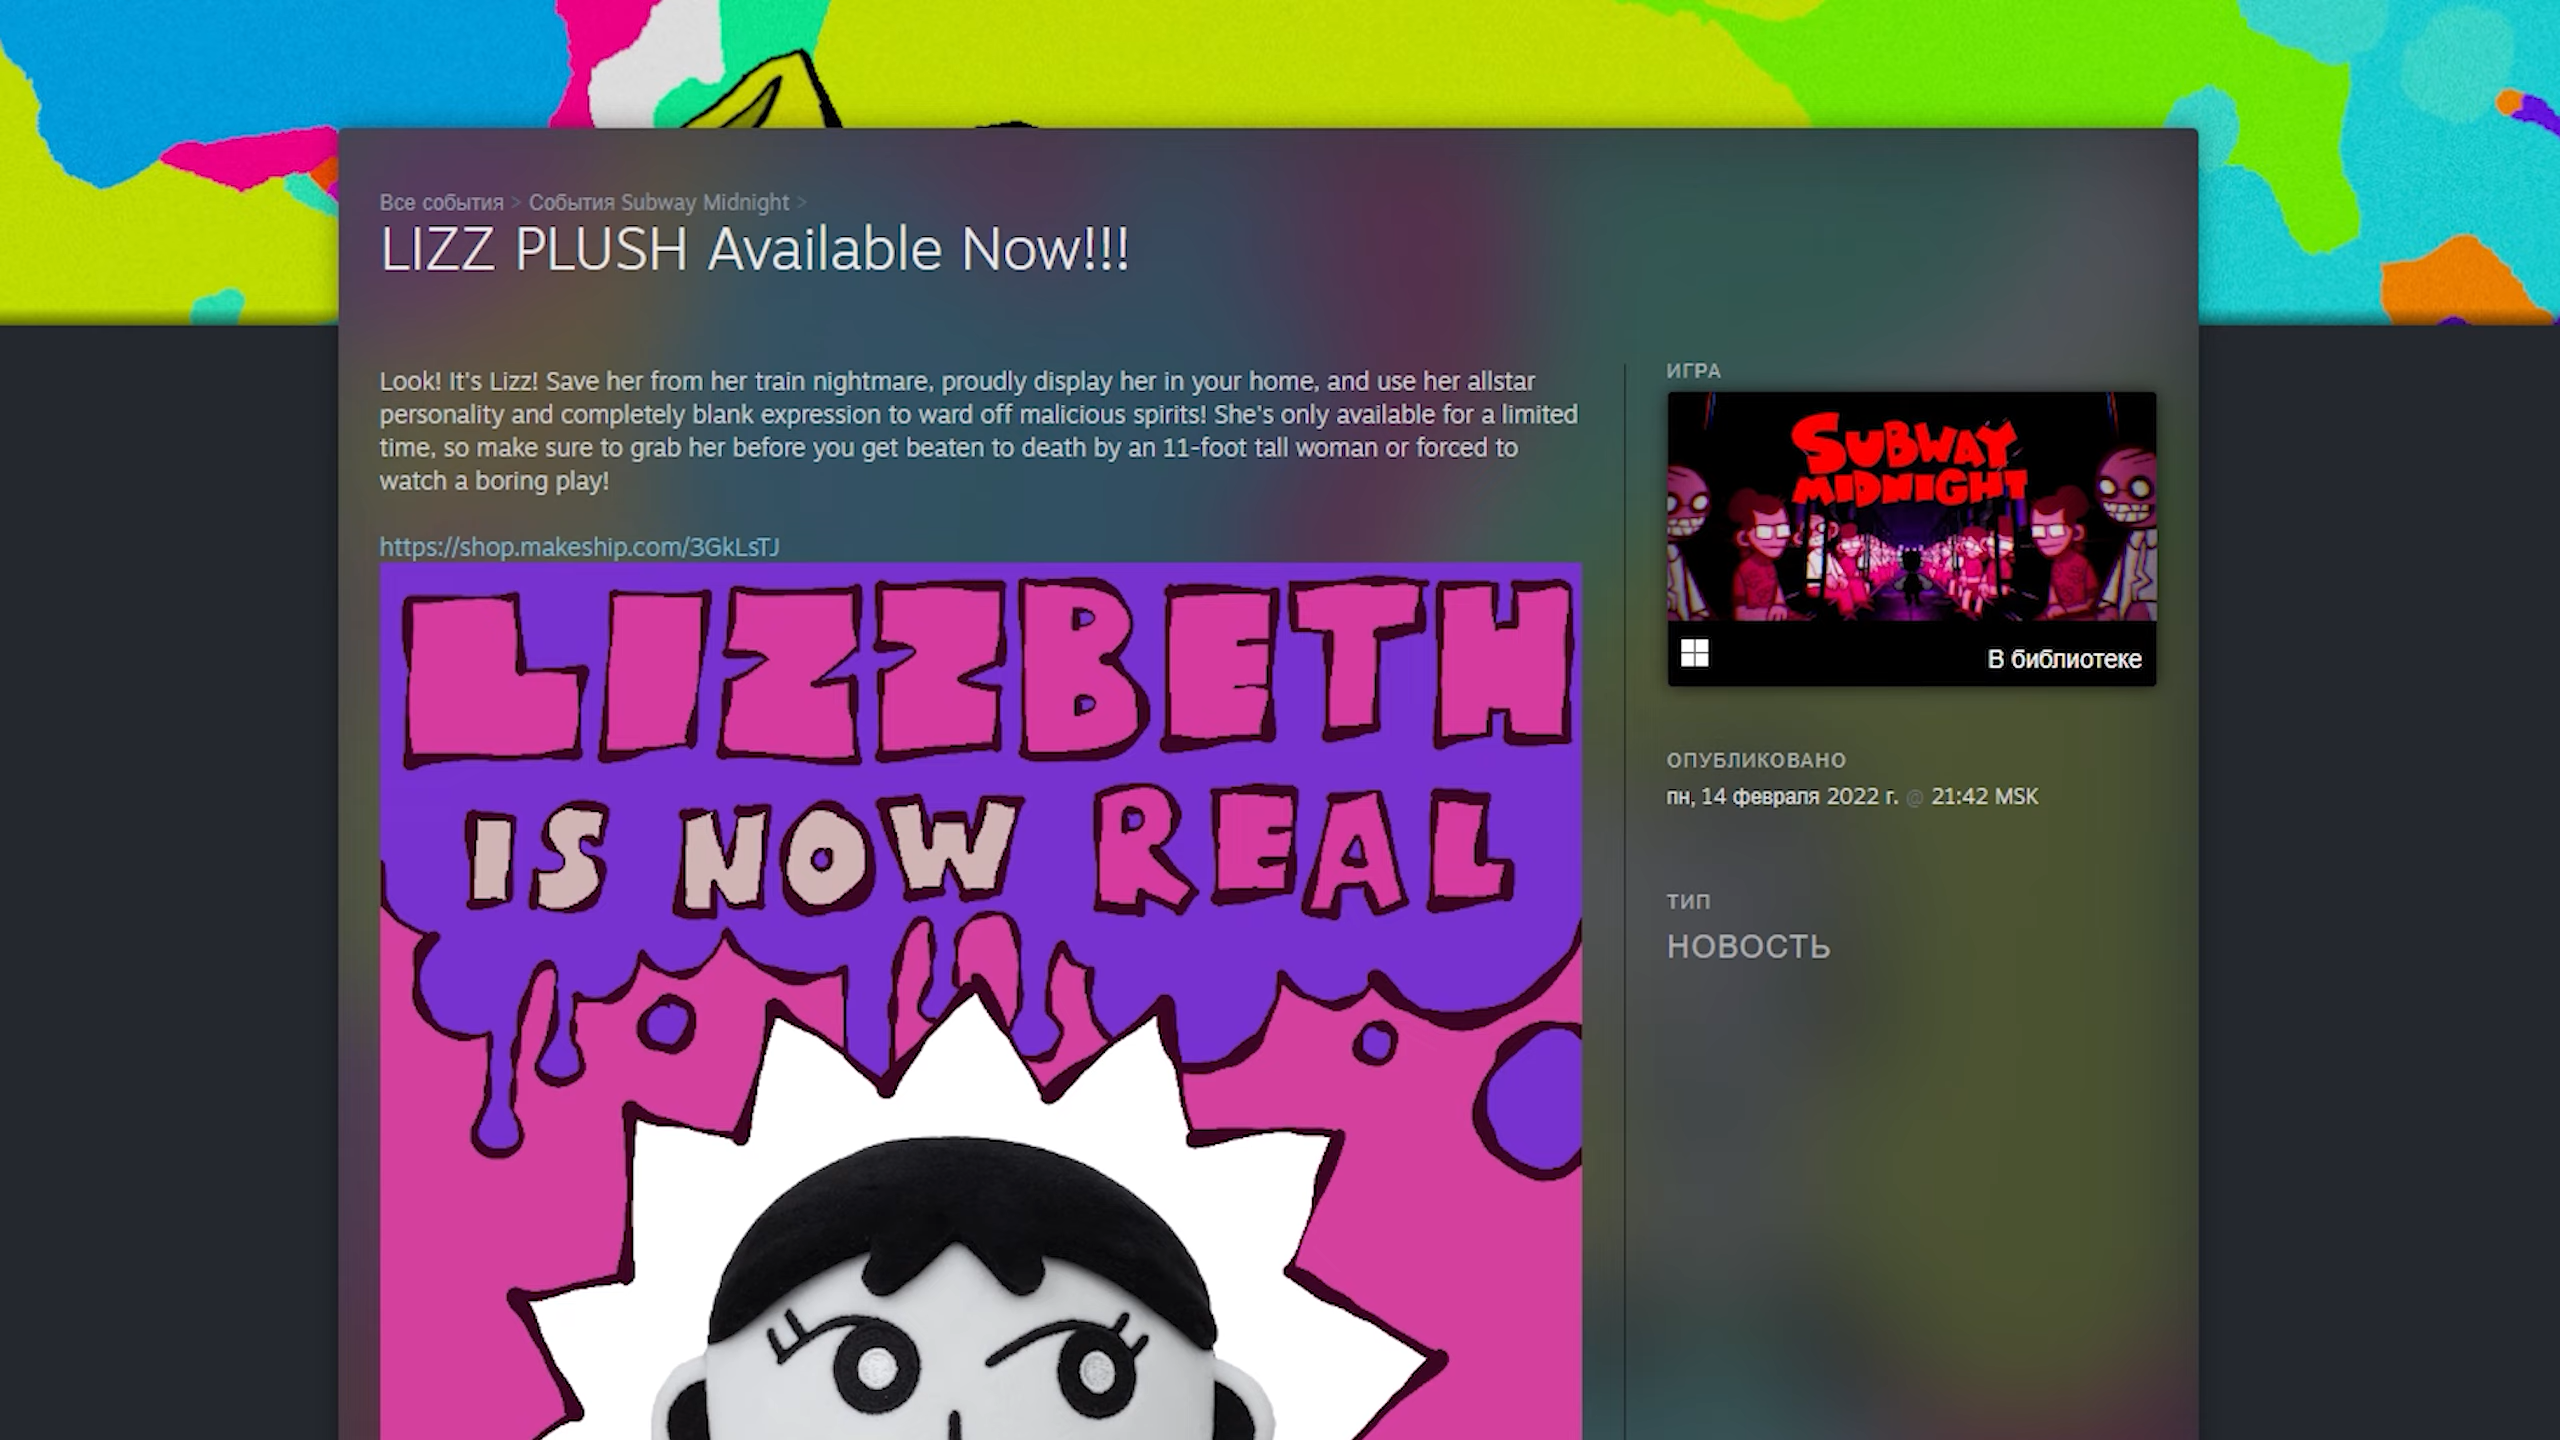 Все события > События Subway Midnight >
LIZZ PLUSH Available Now!!!
Look! It's Lizz! Save her from her train nightmare, proudly display her in your home, and use her allstar
personality and completely blank expression to ward off malicious spirits! She's only available for a limited
time, so make sure to grab her before you get beaten to death by an 11-foot tall woman or forced to
watch a boring play!
https://shop.makeship.com/3GkLsTJ
LIZZBETH
IS NOW REAL
ИГРА
SUBWAY
MIDNIGHT
В библиотеке
ОПУБЛИКОВАНО
пн, 14 февраля 2022 г. @ 21:42 MSK
ТИП
НОВОСТЬ